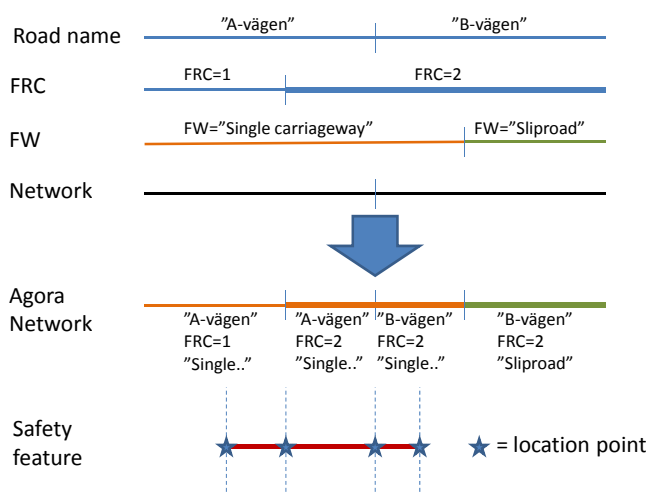 Road name
”A-vägen”
”B-vägen”
FRC
FRC=1
FRC=2
FW
FW=”Single carriageway”
FW=”Sliproad”
Network
Agora
Network
”A-vägen”
FRC=1
”Single..”
”A-vägen”
FRC=2
”Single..”
”B-vägen”
FRC=2
”Single..”
”B-vägen”
FRC=2
”Sliproad”
Safety
feature
= location point